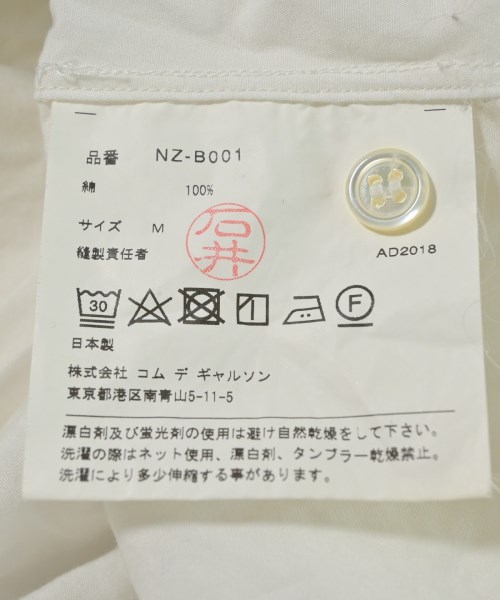 品番 NZ-B001
綿 100%
サイズ M
石井
縫製責任者
AD2018
30 F
日本製
株式会社 コム デ ギャルソン
東京都港区南青山5-11-5
漂白剤及び蛍光剤の使用は避け自然乾燥をして下さい。
洗濯の際はネット使用、漂白剤、タンブラー乾燥禁止。
洗濯により多少伸縮する事があります。